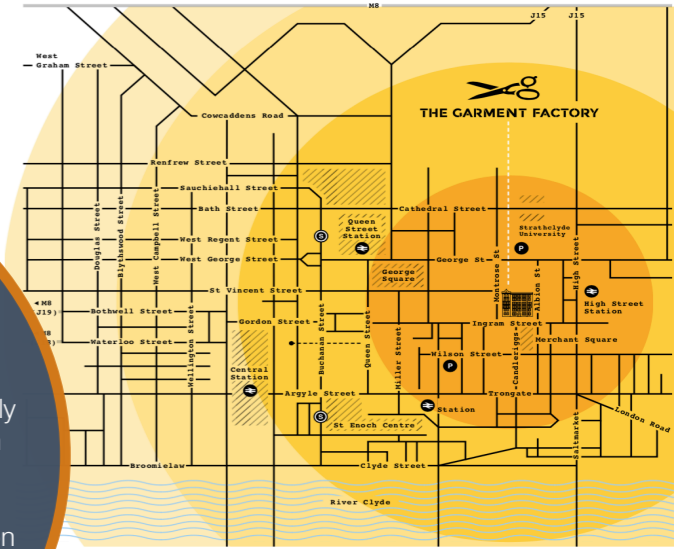 M8
J15 J15
West
Graham Street
THE GARMENT FACTORY
Cowcaddens Road
Renfrew Street
Sauchiehall Street
Bath Street
Cathedral Street
Queen
Street
Station
Strathclyde
University
P
S
West Regent Street
West George Street
George St
George
Square
Douglas Street
Blythswood Street
West Campbell Street
Montrose St
Albion St
High Street
High Street
Station
St Vincent Street
M8
J19)
Bothwell Street
Gordon Street
Ingram Street
Waterloo Street
Wellington Street
Buchanan Street
Queen Street
Miller Street
Candleriggs
Merchant Square
Wilson Street
P
Central
Station
Argyle Street
Trongate
Station
S
St Enoch Centre
London Road
Saltmarket
Broomielaw
Clyde Street
River Clyde